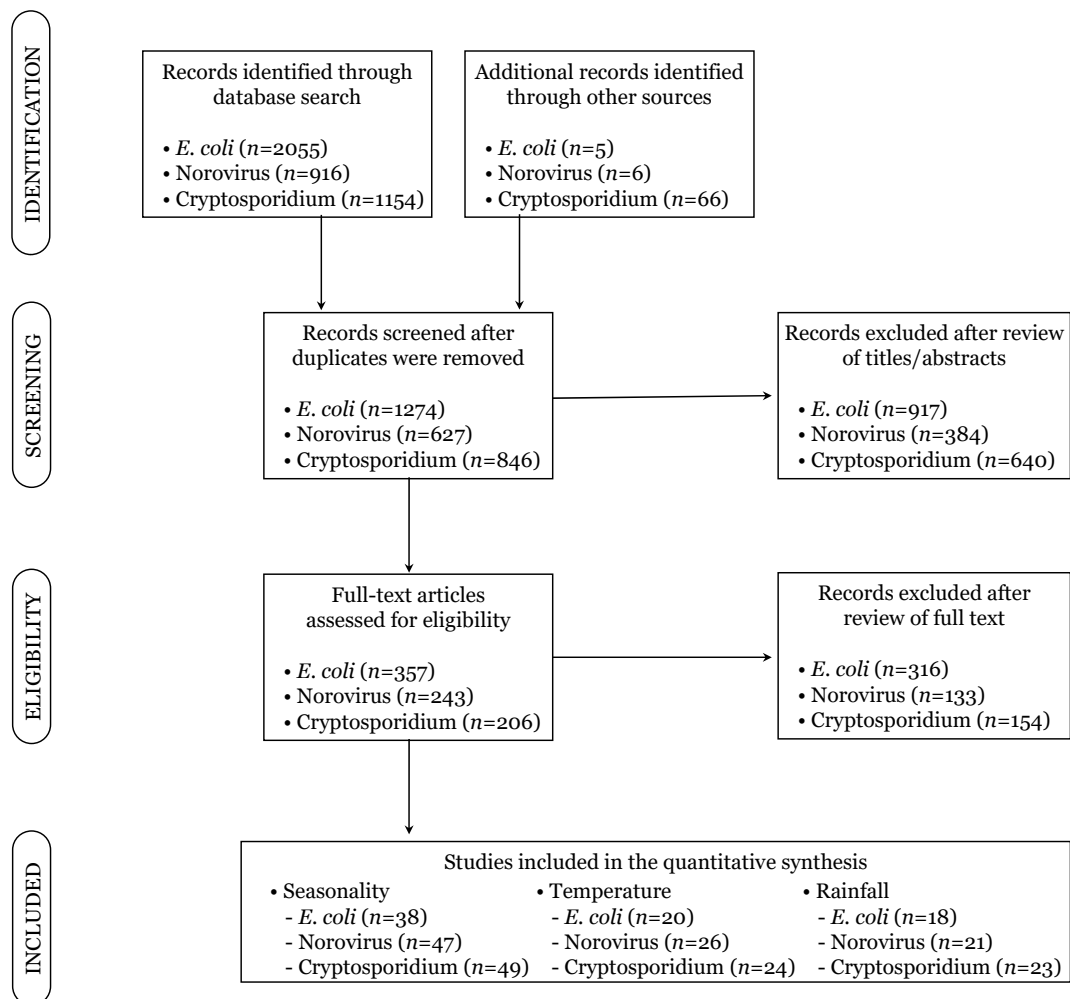 IDENTIFICATION
Records identified through
database search
• E. coli (n=2055)
• Norovirus (n=916)
• Cryptosporidium (n=1154)
Additional records identified
through other sources
• E. coli (n=5)
• Norovirus (n=6)
• Cryptosporidium (n=66)
SCREENING
Records screened after
duplicates were removed
• E. coli (n=1274)
• Norovirus (n=627)
• Cryptosporidium (n=846)
Records excluded after review
of titles/abstracts
• E. coli (n=917)
• Norovirus (n=384)
• Cryptosporidium (n=640)
ELIGIBILITY
Full-text articles
assessed for eligibility
• E. coli (n=357)
• Norovirus (n=243)
• Cryptosporidium (n=206)
Records excluded after
review of full text
• E. coli (n=316)
• Norovirus (n=133)
• Cryptosporidium (n=154)
INCLUDED
Studies included in the quantitative synthesis
• Seasonality
- E. coli (n=38)
- Norovirus (n=47)
- Cryptosporidium (n=49)
• Temperature
- E. coli (n=20)
- Norovirus (n=26)
- Cryptosporidium (n=24)
• Rainfall
- E. coli (n=18)
- Norovirus (n=21)
- Cryptosporidium (n=23)